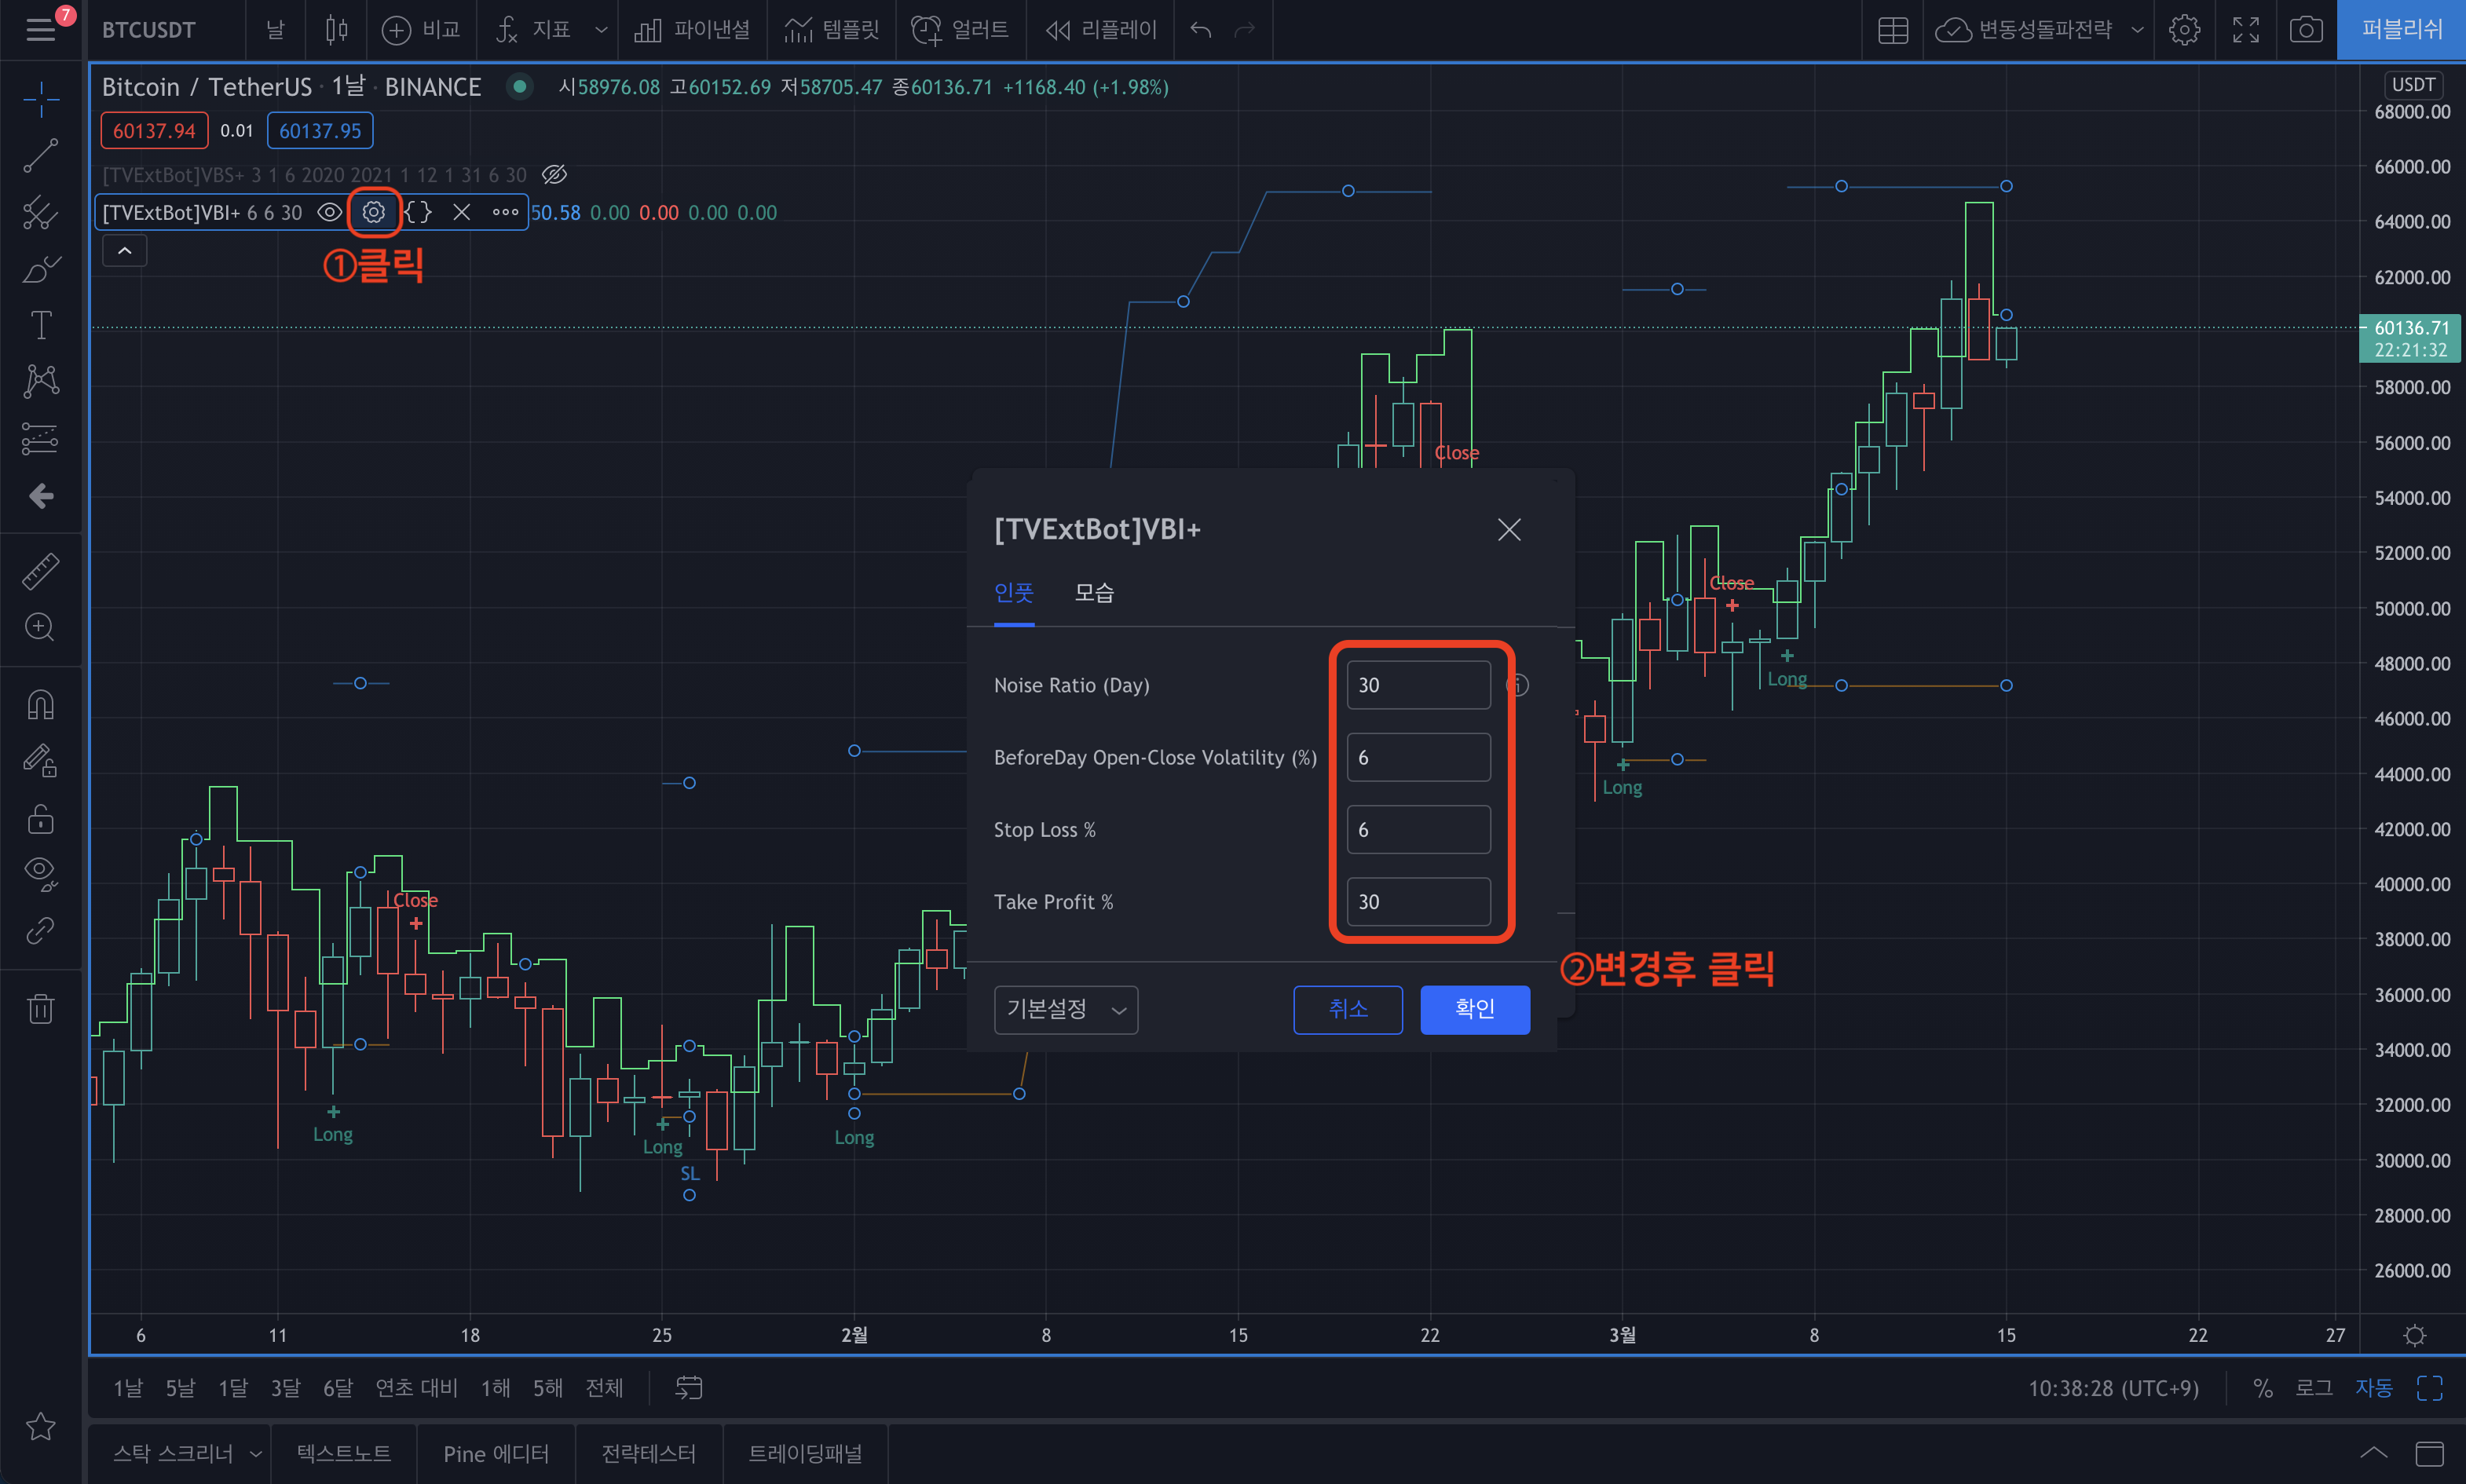 7
BTCUSDT 날 비교 지표 파이낸셜 템플릿 얼러트 리플레이 변동성돌파전략 퍼블리쉬
Bitcoin / TetherUS · 1날 · BINANCE 시58976.08 고60152.69 저58705.47 종60136.71 +1168.40 (+1.98%)
USDT
60137.94 0.01 60137.95
[TVExtBot]VBS+ 3 1 6 2020 2021 1 12 1 31 6 30
[TVExtBot]VBI+ 6 6 30 50.58 0.00 0.00 0.00 0.00
①클릭
68000.00
66000.00
64000.00
62000.00
60136.71
22:21:32
58000.00
56000.00
54000.00
52000.00
50000.00
48000.00
46000.00
44000.00
42000.00
40000.00
38000.00
36000.00
34000.00
32000.00
30000.00
28000.00
26000.00
Close
Close
Long
Long
Close
Long
Long
SL
Long
[TVExtBot]VBI+
인풋 모습
Noise Ratio (Day) 30
BeforeDay Open-Close Volatility (%) 6
Stop Loss % 6
Take Profit % 30
②변경후 클릭
기본설정 취소 확인
6 11 18 25 2월 8 15 22 3월 8 15 22 27
1날 5날 1달 3달 6달 연초 대비 1해 5해 전체 10:38:28 (UTC+9) % 로그 자동
스탁 스크리너 텍스트노트 Pine 에디터 전략테스터 트레이딩패널